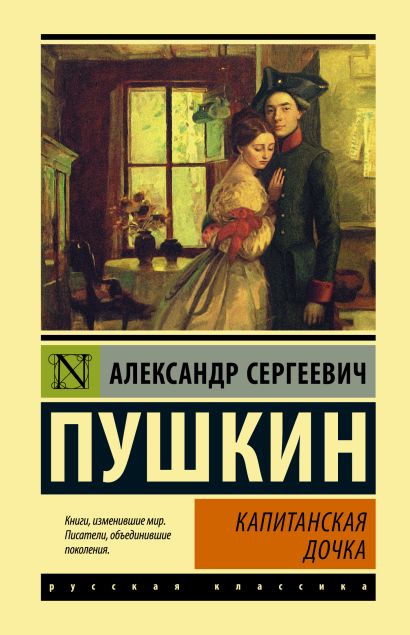 N
АЛЕКСАНДР СЕРГЕЕВИЧ
ПУШКИН
Книги, изменившие мир.
Писатели, объединившие
поколения.
КАПИТАНСКАЯ
ДОЧКА
русская классика